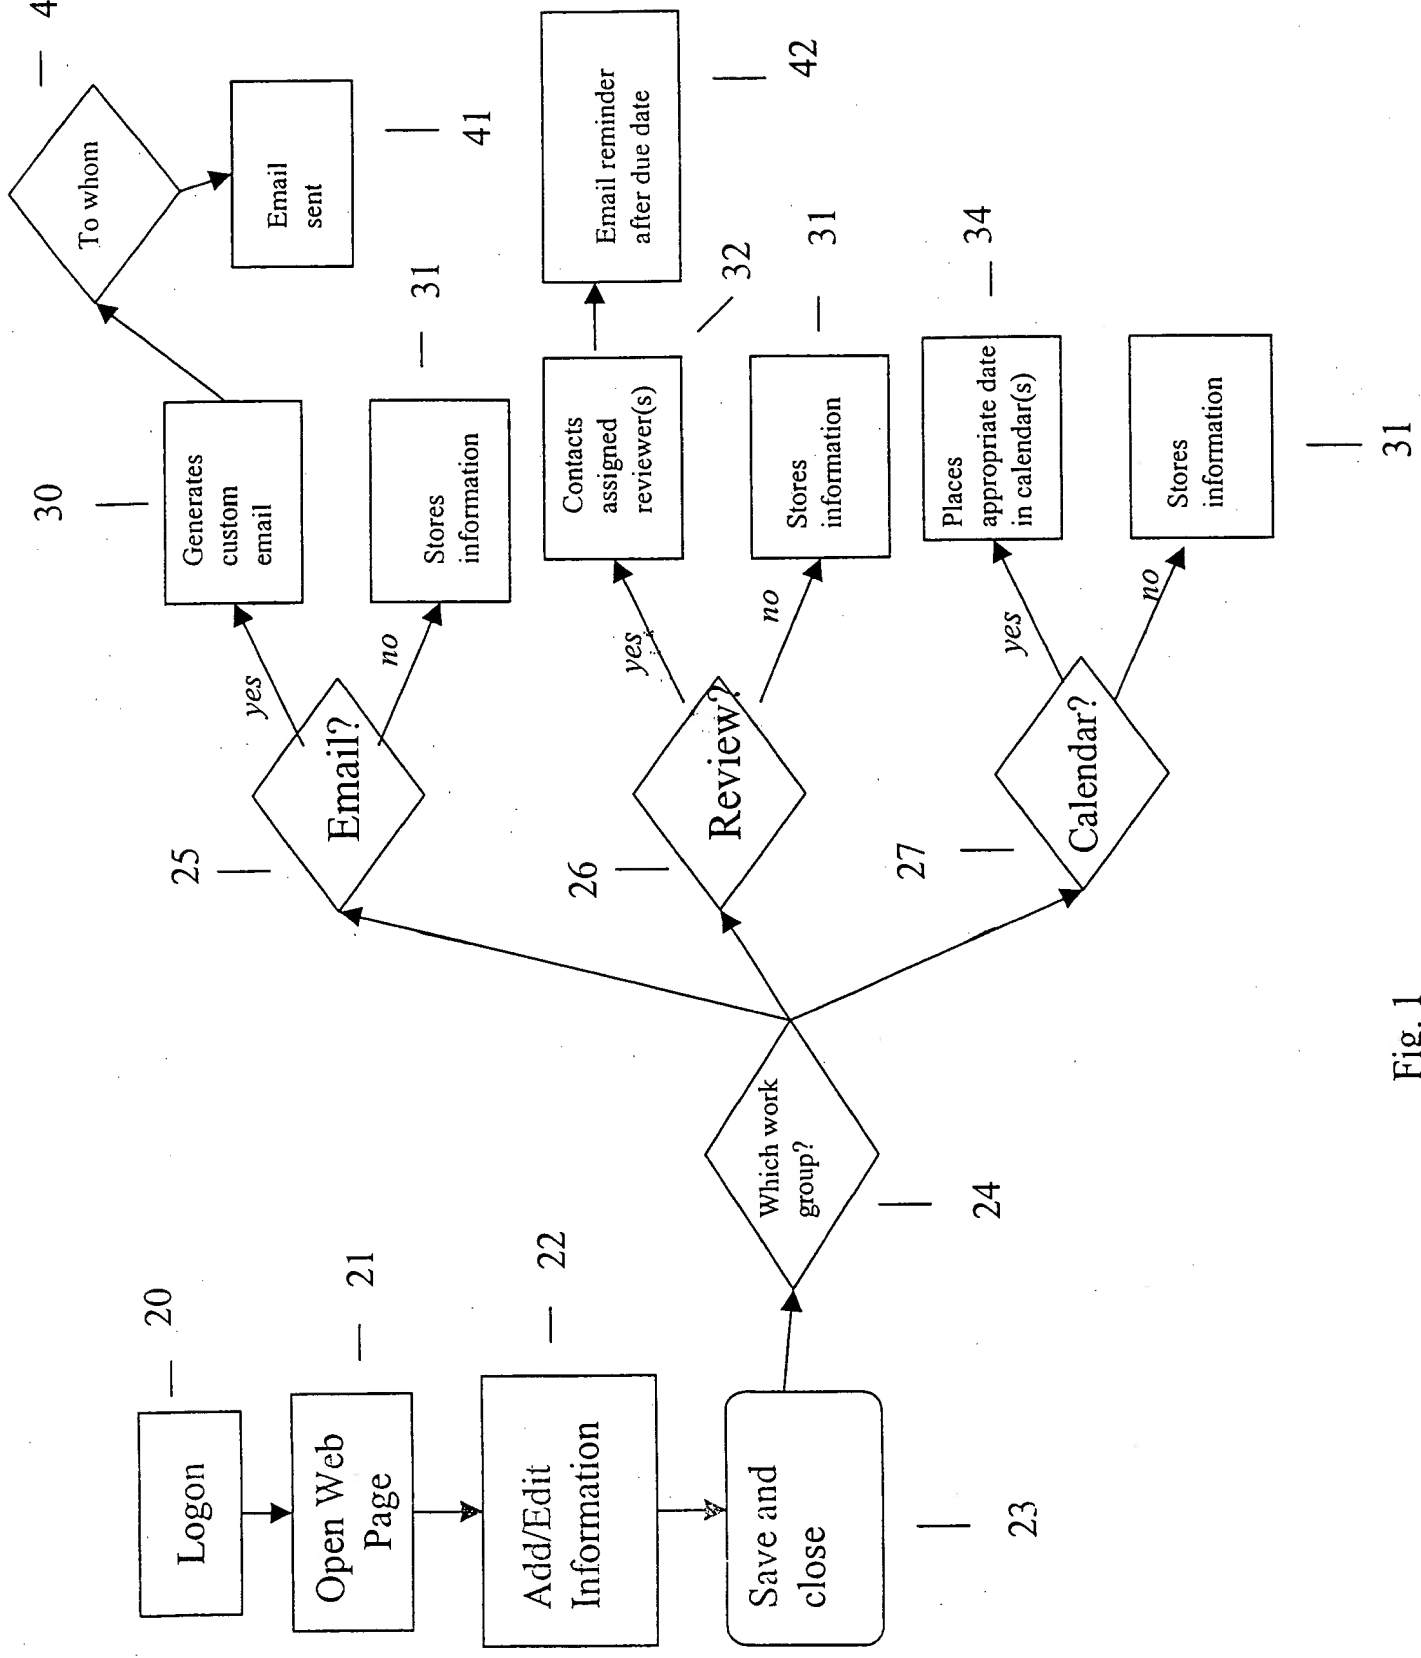 Logon
20
Open Web
Page
21
Add/Edit
Information
22
Save and
close
23
Which work
group?
24
Email?
25
yes
no
Generates
custom
email
30
Stores
information
31
To whom
4
Email
sent
41
Review?
26
yes
no
Contacts
assigned
reviewer(s)
32
Email reminder
after due date
42
Stores
information
31
Calendar?
27
yes
no
Places
appropriate date
in calendar(s)
34
Stores
information
31
Fig. 1